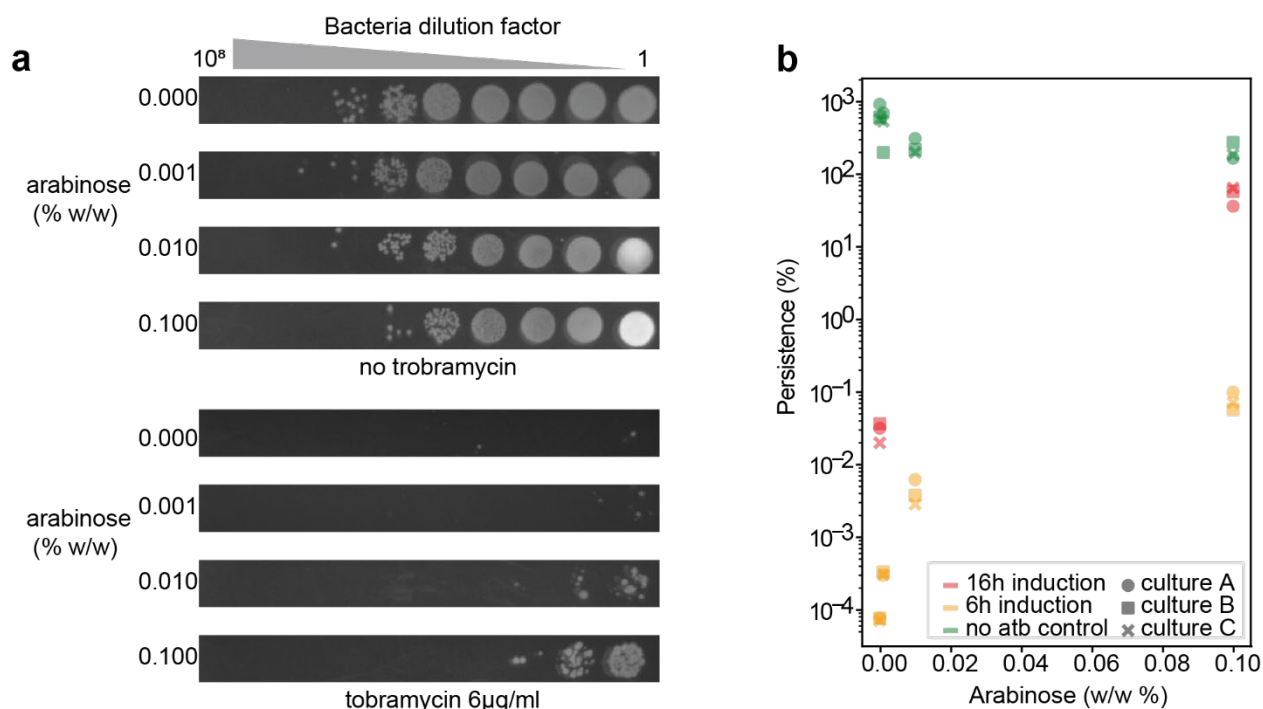 a
Bacteria dilution factor
10⁸
1
0.000
0.001
0.010
0.100
arabinose
(% w/w)
no trobramycin
0.000
0.001
0.010
0.100
arabinose
(% w/w)
tobramycin 6µg/ml
b
Persistence (%)
10³
10²
10¹
10⁰
10⁻¹
10⁻²
10⁻³
10⁻⁴
16h induction
6h induction
no atb control
culture A
culture B
culture C
0.00 0.02 0.04 0.06 0.08 0.10
Arabinose (w/w %)